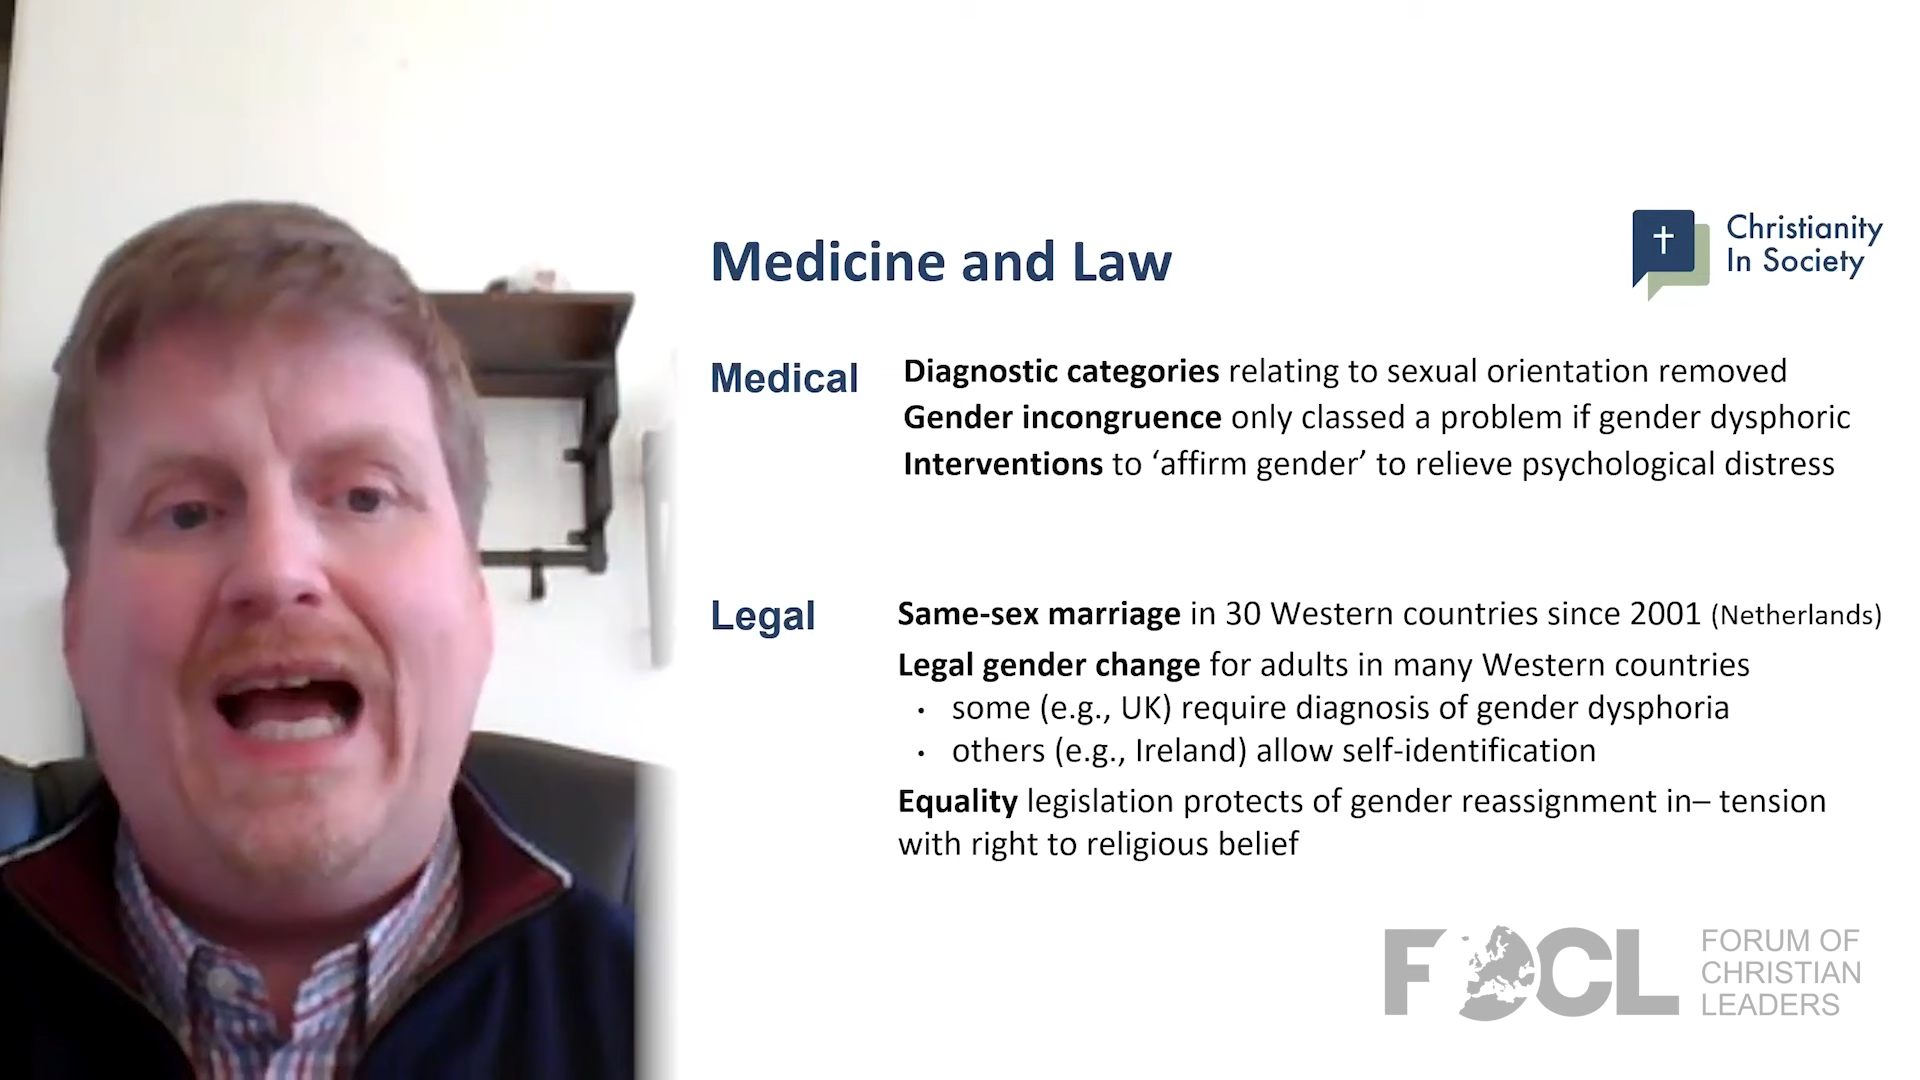 Medicine and Law
Christianity
In Society
Medical
Diagnostic categories relating to sexual orientation removed
Gender incongruence only classed a problem if gender dysphoric
Interventions to ‘affirm gender’ to relieve psychological distress
Legal
Same-sex marriage in 30 Western countries since 2001 (Netherlands)
Legal gender change for adults in many Western countries
• some (e.g., UK) require diagnosis of gender dysphoria
• others (e.g., Ireland) allow self-identification
Equality legislation protects of gender reassignment in– tension
with right to religious belief
FOCL
FORUM OF
CHRISTIAN
LEADERS